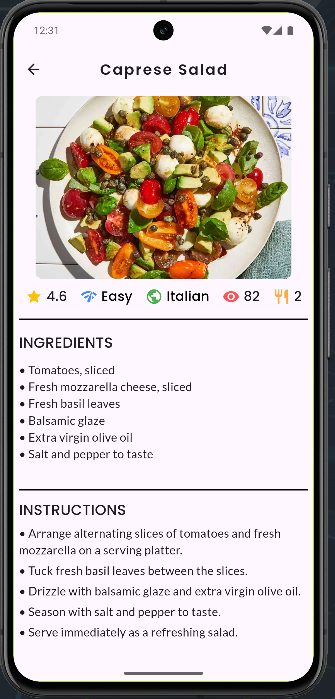 12:31
Caprese Salad
4.6 Easy Italian 82 2
INGREDIENTS
• Tomatoes, sliced
• Fresh mozzarella cheese, sliced
• Fresh basil leaves
• Balsamic glaze
• Extra virgin olive oil
• Salt and pepper to taste
INSTRUCTIONS
• Arrange alternating slices of tomatoes and fresh
mozzarella on a serving platter.
• Tuck fresh basil leaves between the slices.
• Drizzle with balsamic glaze and extra virgin olive oil.
• Season with salt and pepper to taste.
• Serve immediately as a refreshing salad.